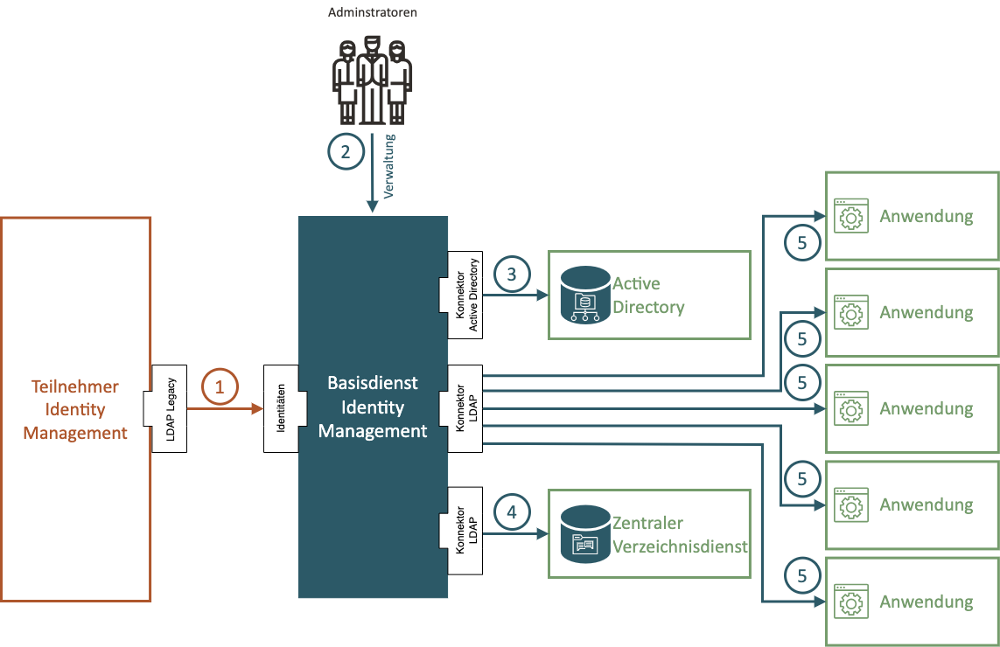 Adminstratoren
2
Verwaltung
Teilnehmer
Identity
Management
LDAP Legacy
1
Identitäten
Basisdienst
Identity
Management
Konnektor
Active Directory
3
Active
Directory
Konnektor
LDAP
Konnektor
LDAP
4
Zentraler
Verzeichnisdienst
5
Anwendung
5
Anwendung
5
Anwendung
5
Anwendung
5
Anwendung